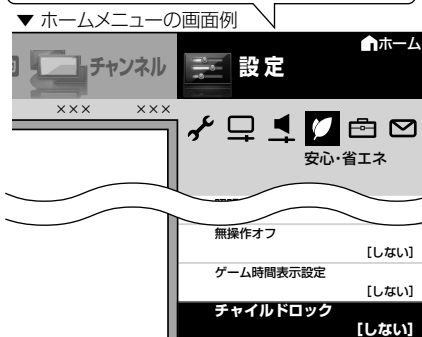 ▼ ホームメニューの画面例
チャンネル
設定
ホーム
××× ×××
安心・省エネ
無操作オフ
[しない]
ゲーム時間表示設定
[しない]
チャイルドロック
[しない]